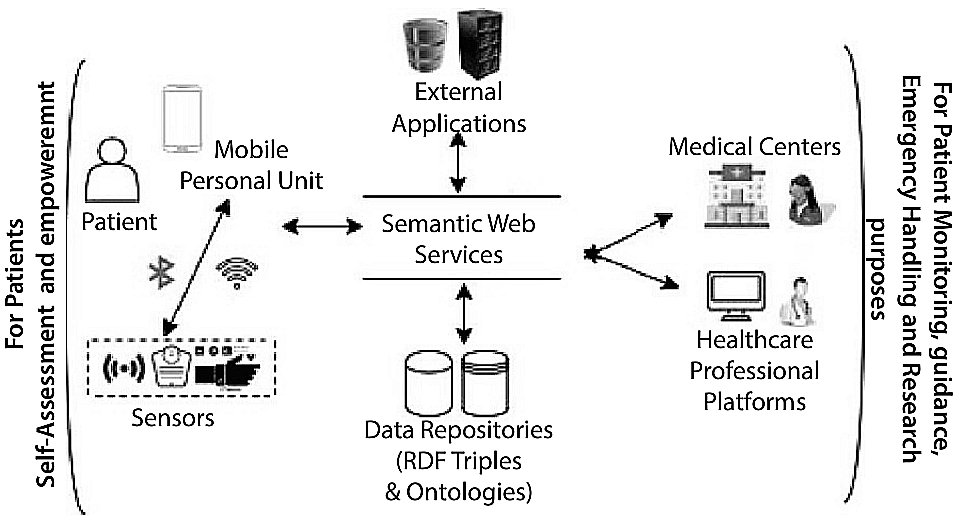 For Patients
Self-Assessment and empoweremnt
Patient
Mobile
Personal Unit
Sensors
External
Applications
Semantic Web
Services
Data Repositories
(RDF Triples
& Ontologies)
Medical Centers
Healthcare
Professional
Platforms
For Patient Monitoring, guidance,
Emergency Handling and Research
purposes